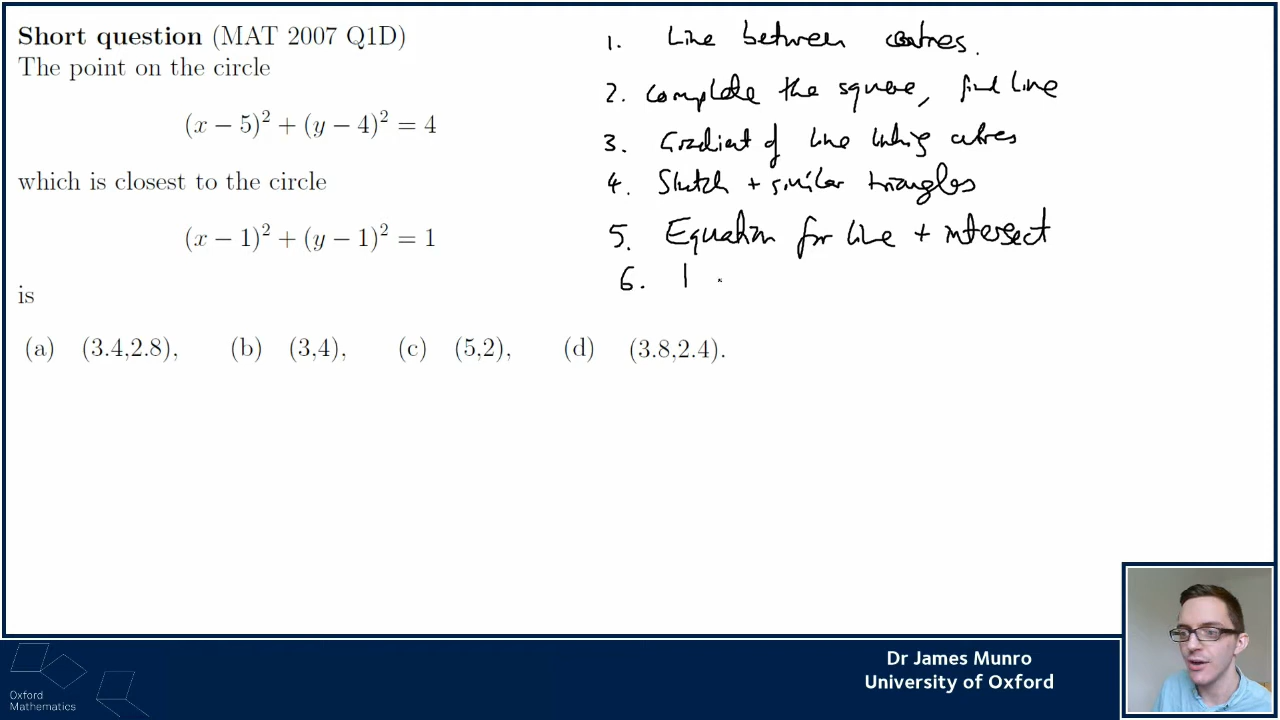 Short question (MAT 2007 Q1D)
The point on the circle
(x − 5)² + (y − 4)² = 4
which is closest to the circle
(x − 1)² + (y − 1)² = 1
is
(a) (3.4,2.8), (b) (3,4), (c) (5,2), (d) (3.8,2.4).
1. Line between centres.
2. Complete the square, find line
3. Gradient of line linking centres
4. Sketch + similar triangles
5. Equation for line + intersect
6.
Oxford
Mathematics
Dr James Munro
University of Oxford